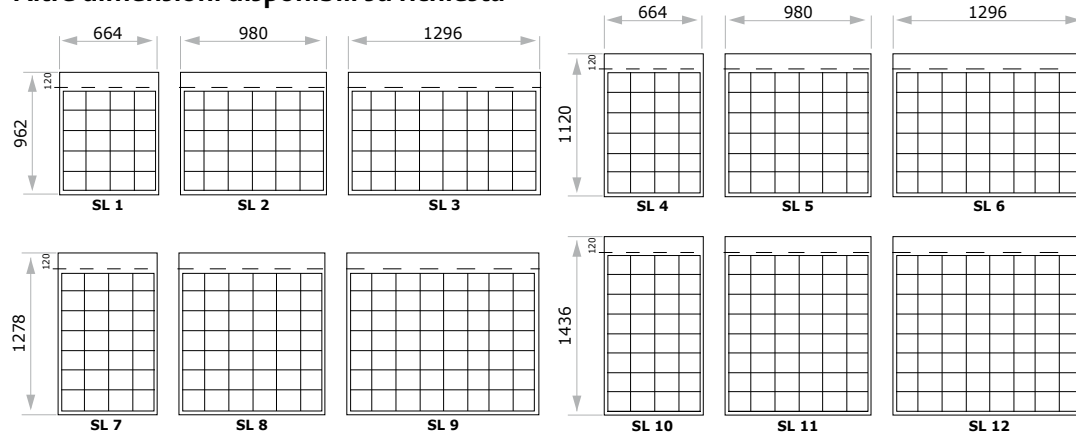 Altre dimensioni disponibili su richiesta
664 980 1296
120
962
SL 1 SL 2 SL 3
664 980 1296
120
1120
SL 4 SL 5 SL 6
120
1278
SL 7 SL 8 SL 9
120
1436
SL 10 SL 11 SL 12